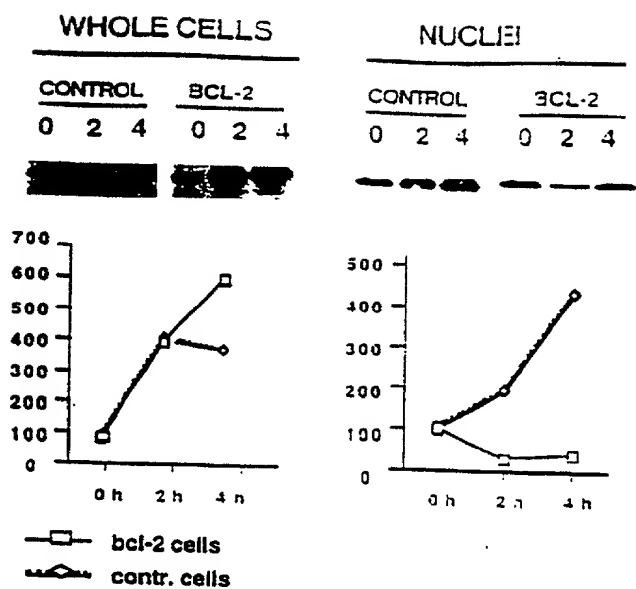 WHOLE CELLS
CONTROL BCL-2
0 2 4 0 2 4
700
600
500
400
300
200
100
0
0 h 2 h 4 h
NUCLEI
CONTROL BCL-2
0 2 4 0 2 4
500
400
300
200
100
0
0 h 2 h 4 h
bcl-2 cells
contr. cells